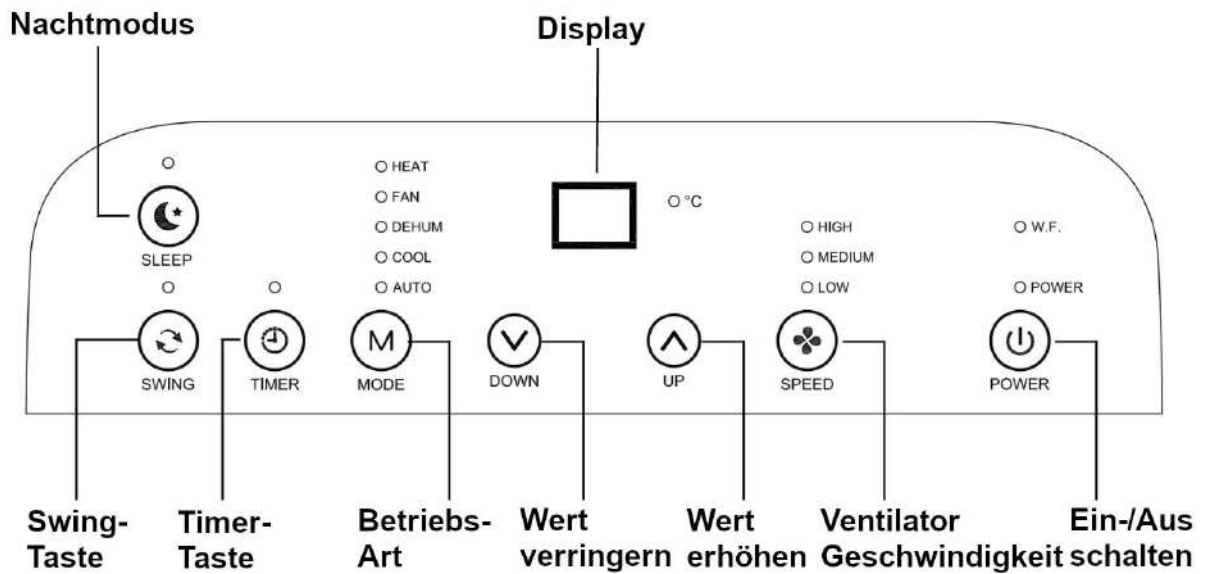 Nachtmodus
Display
HEAT
FAN
DEHUM
COOL
AUTO
°C
HIGH
MEDIUM
LOW
W.F.
POWER
SLEEP
SWING
TIMER
M
MODE
DOWN
UP
SPEED
POWER
Swing-
Taste
Timer-
Taste
Betriebs-
Art
Wert
verringern
Wert
erhöhen
Ventilator
Geschwindigkeit
Ein-/Aus
schalten